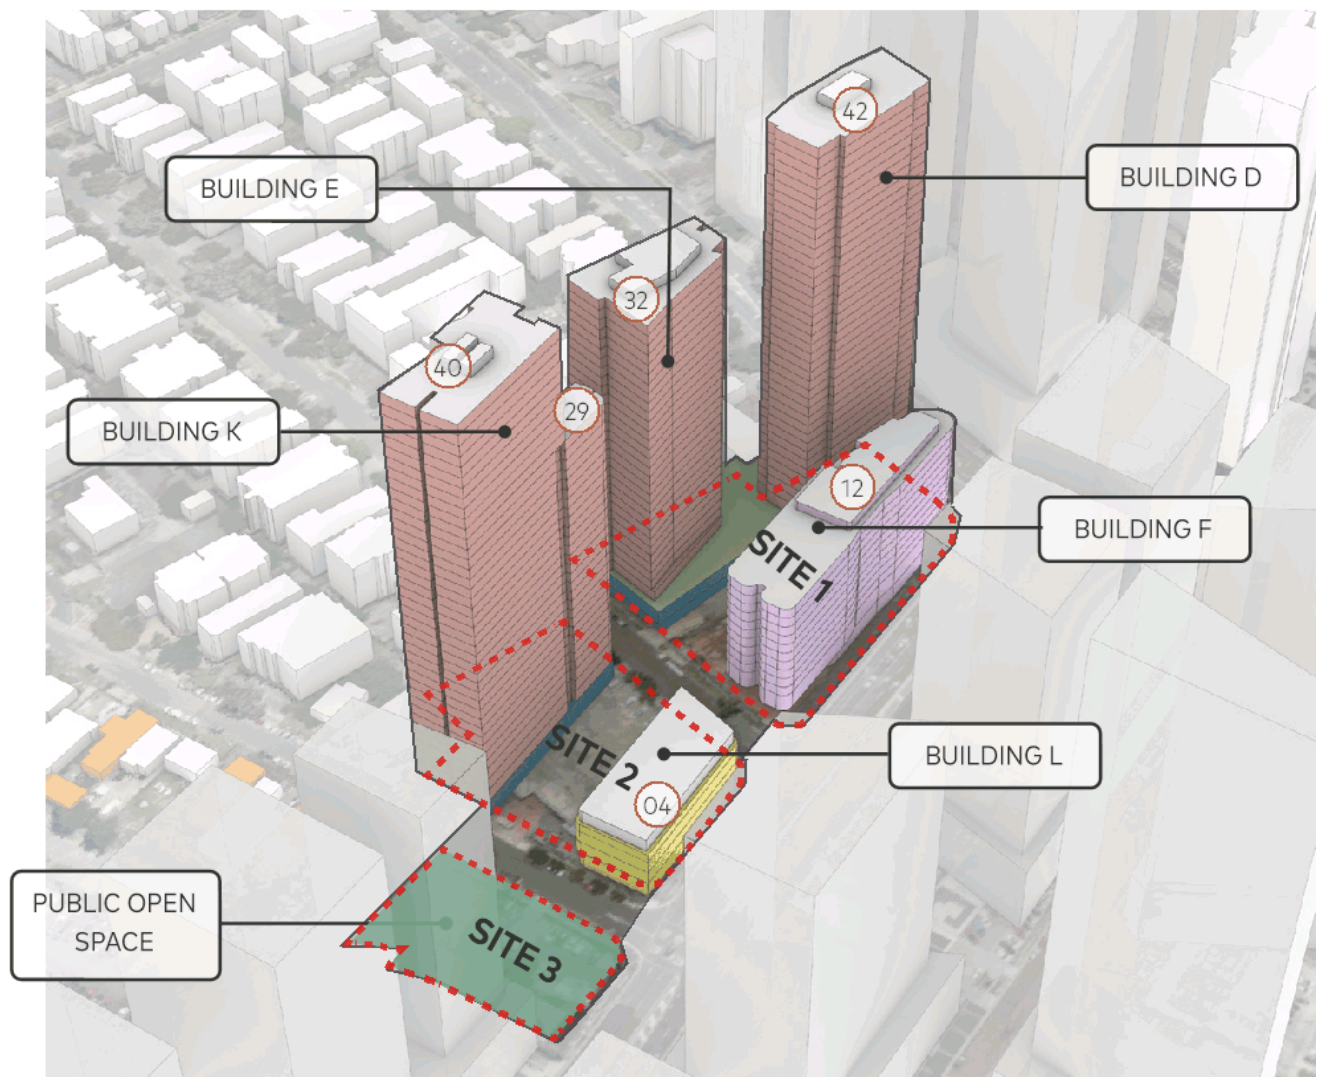 42
BUILDING D
BUILDING E
32
40
29
BUILDING K
12
BUILDING F
SITE 1
SITE 2
BUILDING L
04
PUBLIC OPEN
SPACE
SITE 3